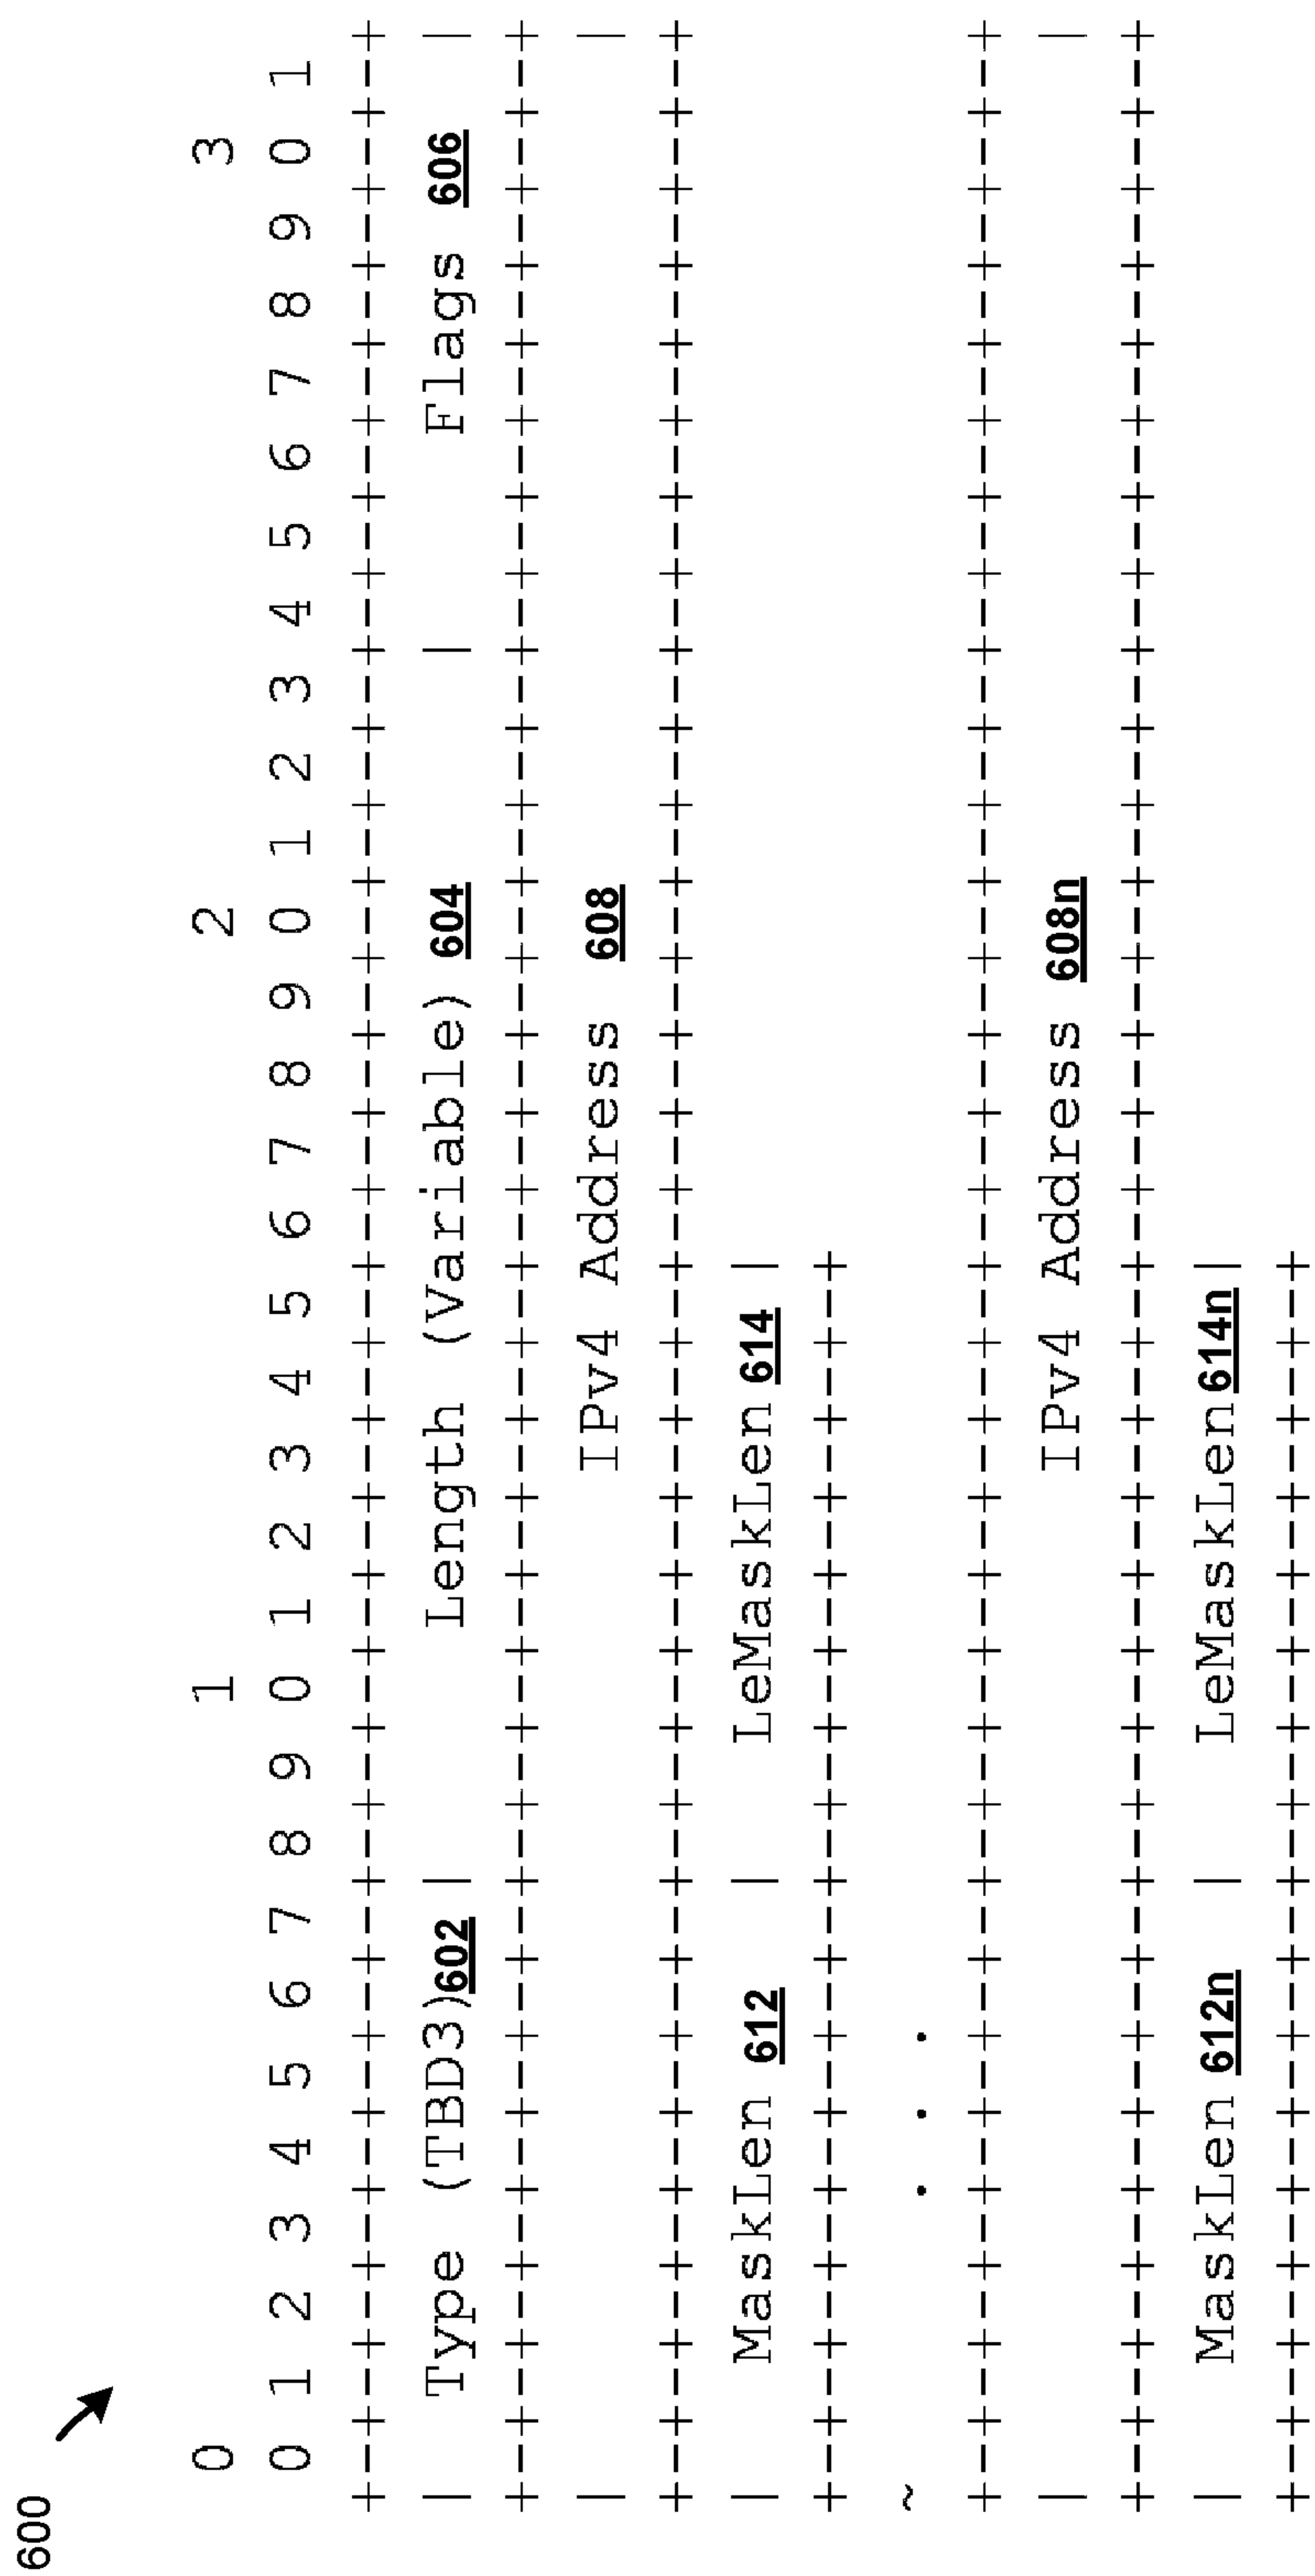 600
0                   1                   2                   3
0 1 2 3 4 5 6 7 8 9 0 1 2 3 4 5 6 7 8 9 0 1 2 3 4 5 6 7 8 9 0 1
+-+-+-+-+-+-+-+-+-+-+-+-+-+-+-+-+-+-+-+-+-+-+-+-+-+-+-+-+-+-+-+-+
| Type (TBD3)602 | Length (Variable) 604 | Flags 606 |
+-+-+-+-+-+-+-+-+-+-+-+-+-+-+-+-+-+-+-+-+-+-+-+-+-+-+-+-+-+-+-+-+
| IPv4 Address 608 |
+-+-+-+-+-+-+-+-+-+-+-+-+-+-+-+-+-+-+-+-+-+-+-+-+-+-+-+-+-+-+-+-+
| MaskLen 612 | LeMaskLen 614 |
+-+-+-+-+-+-+-+-+-+-+-+-+-+-+-+-+
~ . . .
+-+-+-+-+-+-+-+-+-+-+-+-+-+-+-+-+-+-+-+-+-+-+-+-+-+-+-+-+-+-+-+-+
| IPv4 Address 608n |
+-+-+-+-+-+-+-+-+-+-+-+-+-+-+-+-+-+-+-+-+-+-+-+-+-+-+-+-+-+-+-+-+
| MaskLen 612n | LeMaskLen 614n |
+-+-+-+-+-+-+-+-+-+-+-+-+-+-+-+-+